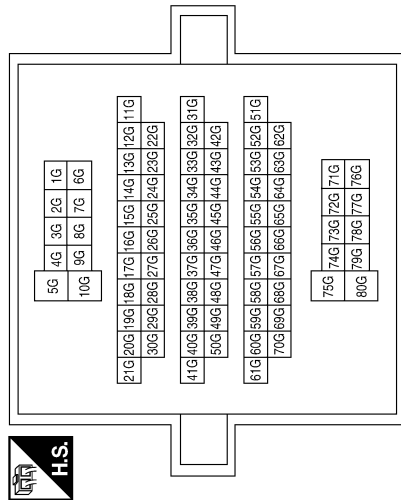 H.S.
5G 4G 3G 2G 1G
10G 9G 8G 7G 6G
21G 20G 19G 18G 17G 16G 15G 14G 13G 12G 11G
30G 29G 28G 27G 26G 25G 24G 23G 22G
41G 40G 39G 38G 37G 36G 35G 34G 33G 32G 31G
50G 49G 48G 47G 46G 45G 44G 43G 42G
61G 60G 59G 58G 57G 56G 55G 54G 53G 52G 51G
70G 69G 68G 67G 66G 65G 64G 63G 62G
75G 74G 73G 72G 71G
80G 79G 78G 77G 76G